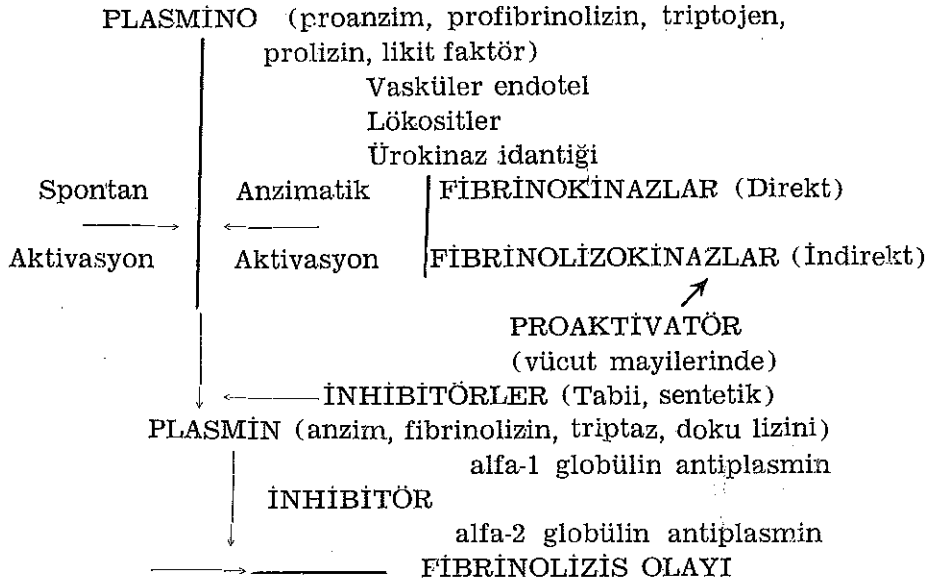 PLASMİNO (proanzim, profibrinolizin, triptojen,
prolizin, likit faktör)
Vasküler endotel
Lökositler
Ürokinaz idantiği
Spontan Anzimatik FİBRİNOKİNAZLAR (Direkt)
Aktivasyon Aktivasyon FİBRİNOLİZOKİNAZLAR (İndirekt)
PROAKTİVATÖR
(vücut mayilerinde)
İNHİBİTÖRLER (Tabii, sentetik)
PLASMİN (anzim, fibrinolizin, triptaz, doku lizini)
alfa-1 globülin antiplasmin
İNHİBİTÖR
alfa-2 globülin antiplasmin
FİBRİNOLİZİS OLAYI